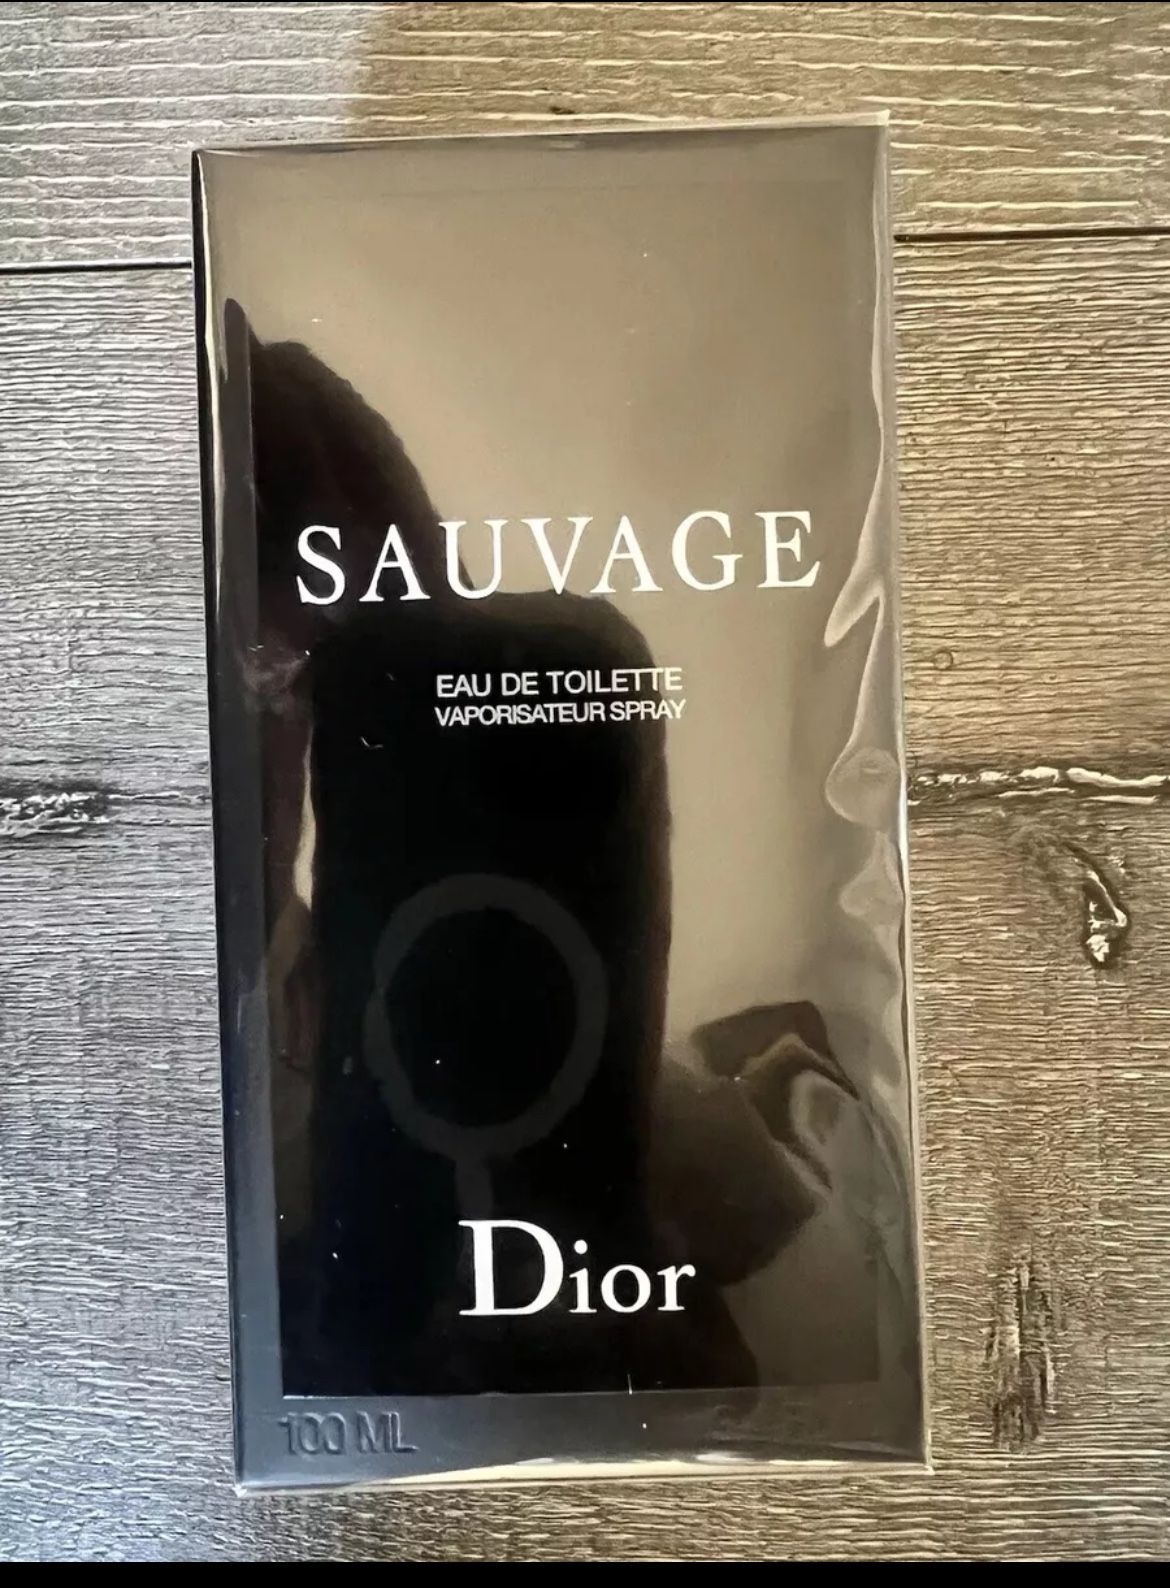 SAUVAGE
EAU DE TOILETTE
VAPORISATEUR SPRAY
Dior
100 ML